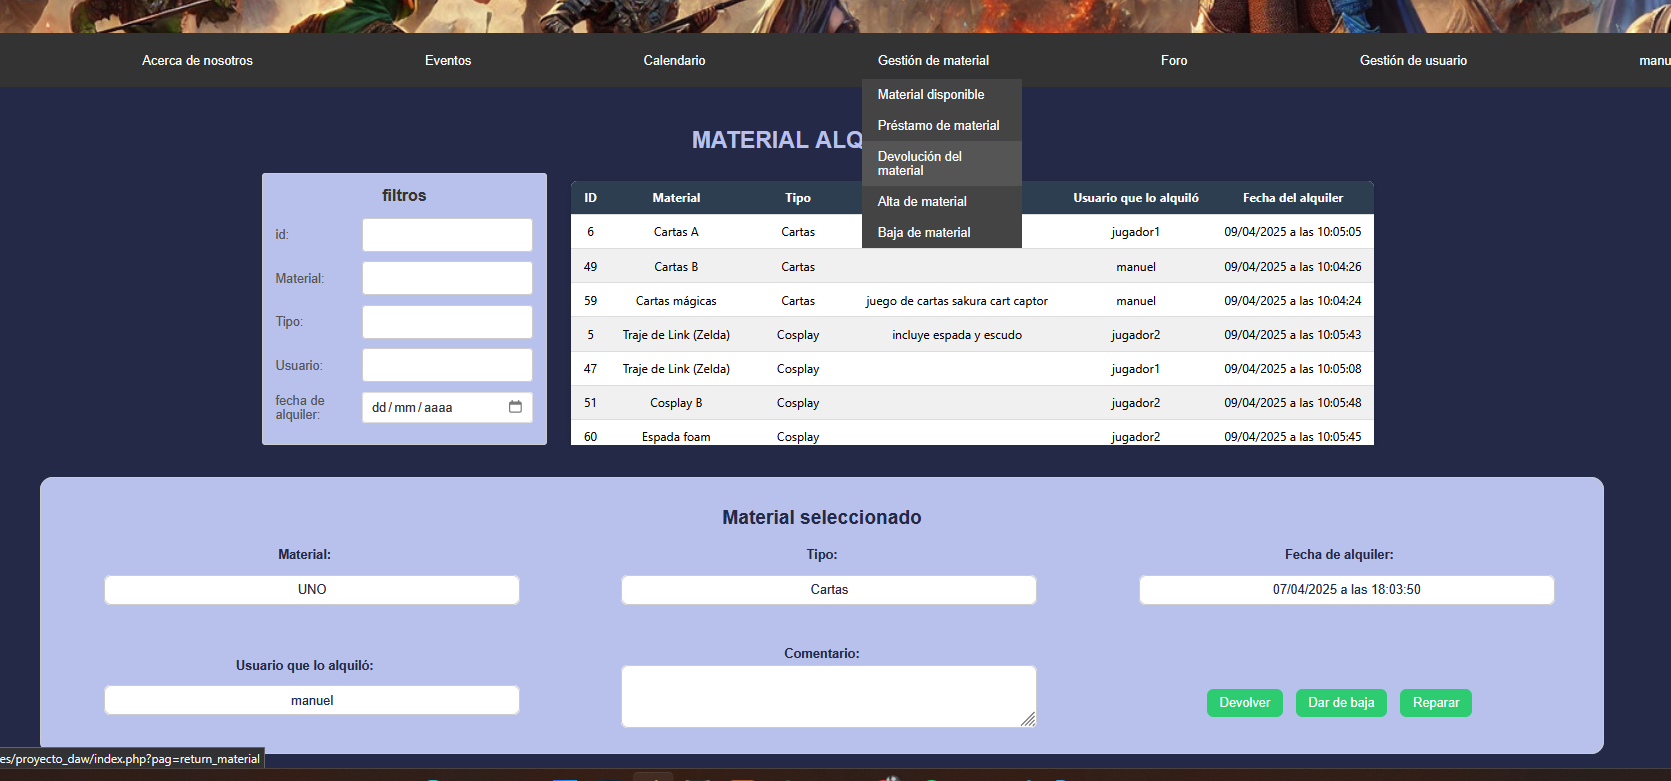 Acerca de nosotros Eventos Calendario Gestión de material Foro Gestión de usuario manu
Material disponible
Préstamo de material
Devolución del
material
Alta de material
Baja de material
MATERIAL ALQ
filtros
id:
Material:
Tipo:
Usuario:
fecha de
alquiler:
dd/mm/aaaa
ID Material Tipo Usuario que lo alquiló Fecha del alquiler
6 Cartas A Cartas jugador1 09/04/2025 a las 10:05:05
49 Cartas B Cartas manuel 09/04/2025 a las 10:04:26
59 Cartas mágicas Cartas juego de cartas sakura cart captor manuel 09/04/2025 a las 10:04:24
5 Traje de Link (Zelda) Cosplay incluye espada y escudo jugador2 09/04/2025 a las 10:05:43
47 Traje de Link (Zelda) Cosplay jugador1 09/04/2025 a las 10:05:08
51 Cosplay B Cosplay jugador2 09/04/2025 a las 10:05:48
60 Espada foam Cosplay jugador2 09/04/2025 a las 10:05:45
Material seleccionado
Material: Tipo: Fecha de alquiler:
UNO Cartas 07/04/2025 a las 18:03:50
Usuario que lo alquiló: Comentario:
manuel
Devolver Dar de baja Reparar
es/proyecto_daw/index.php?pag=return_material